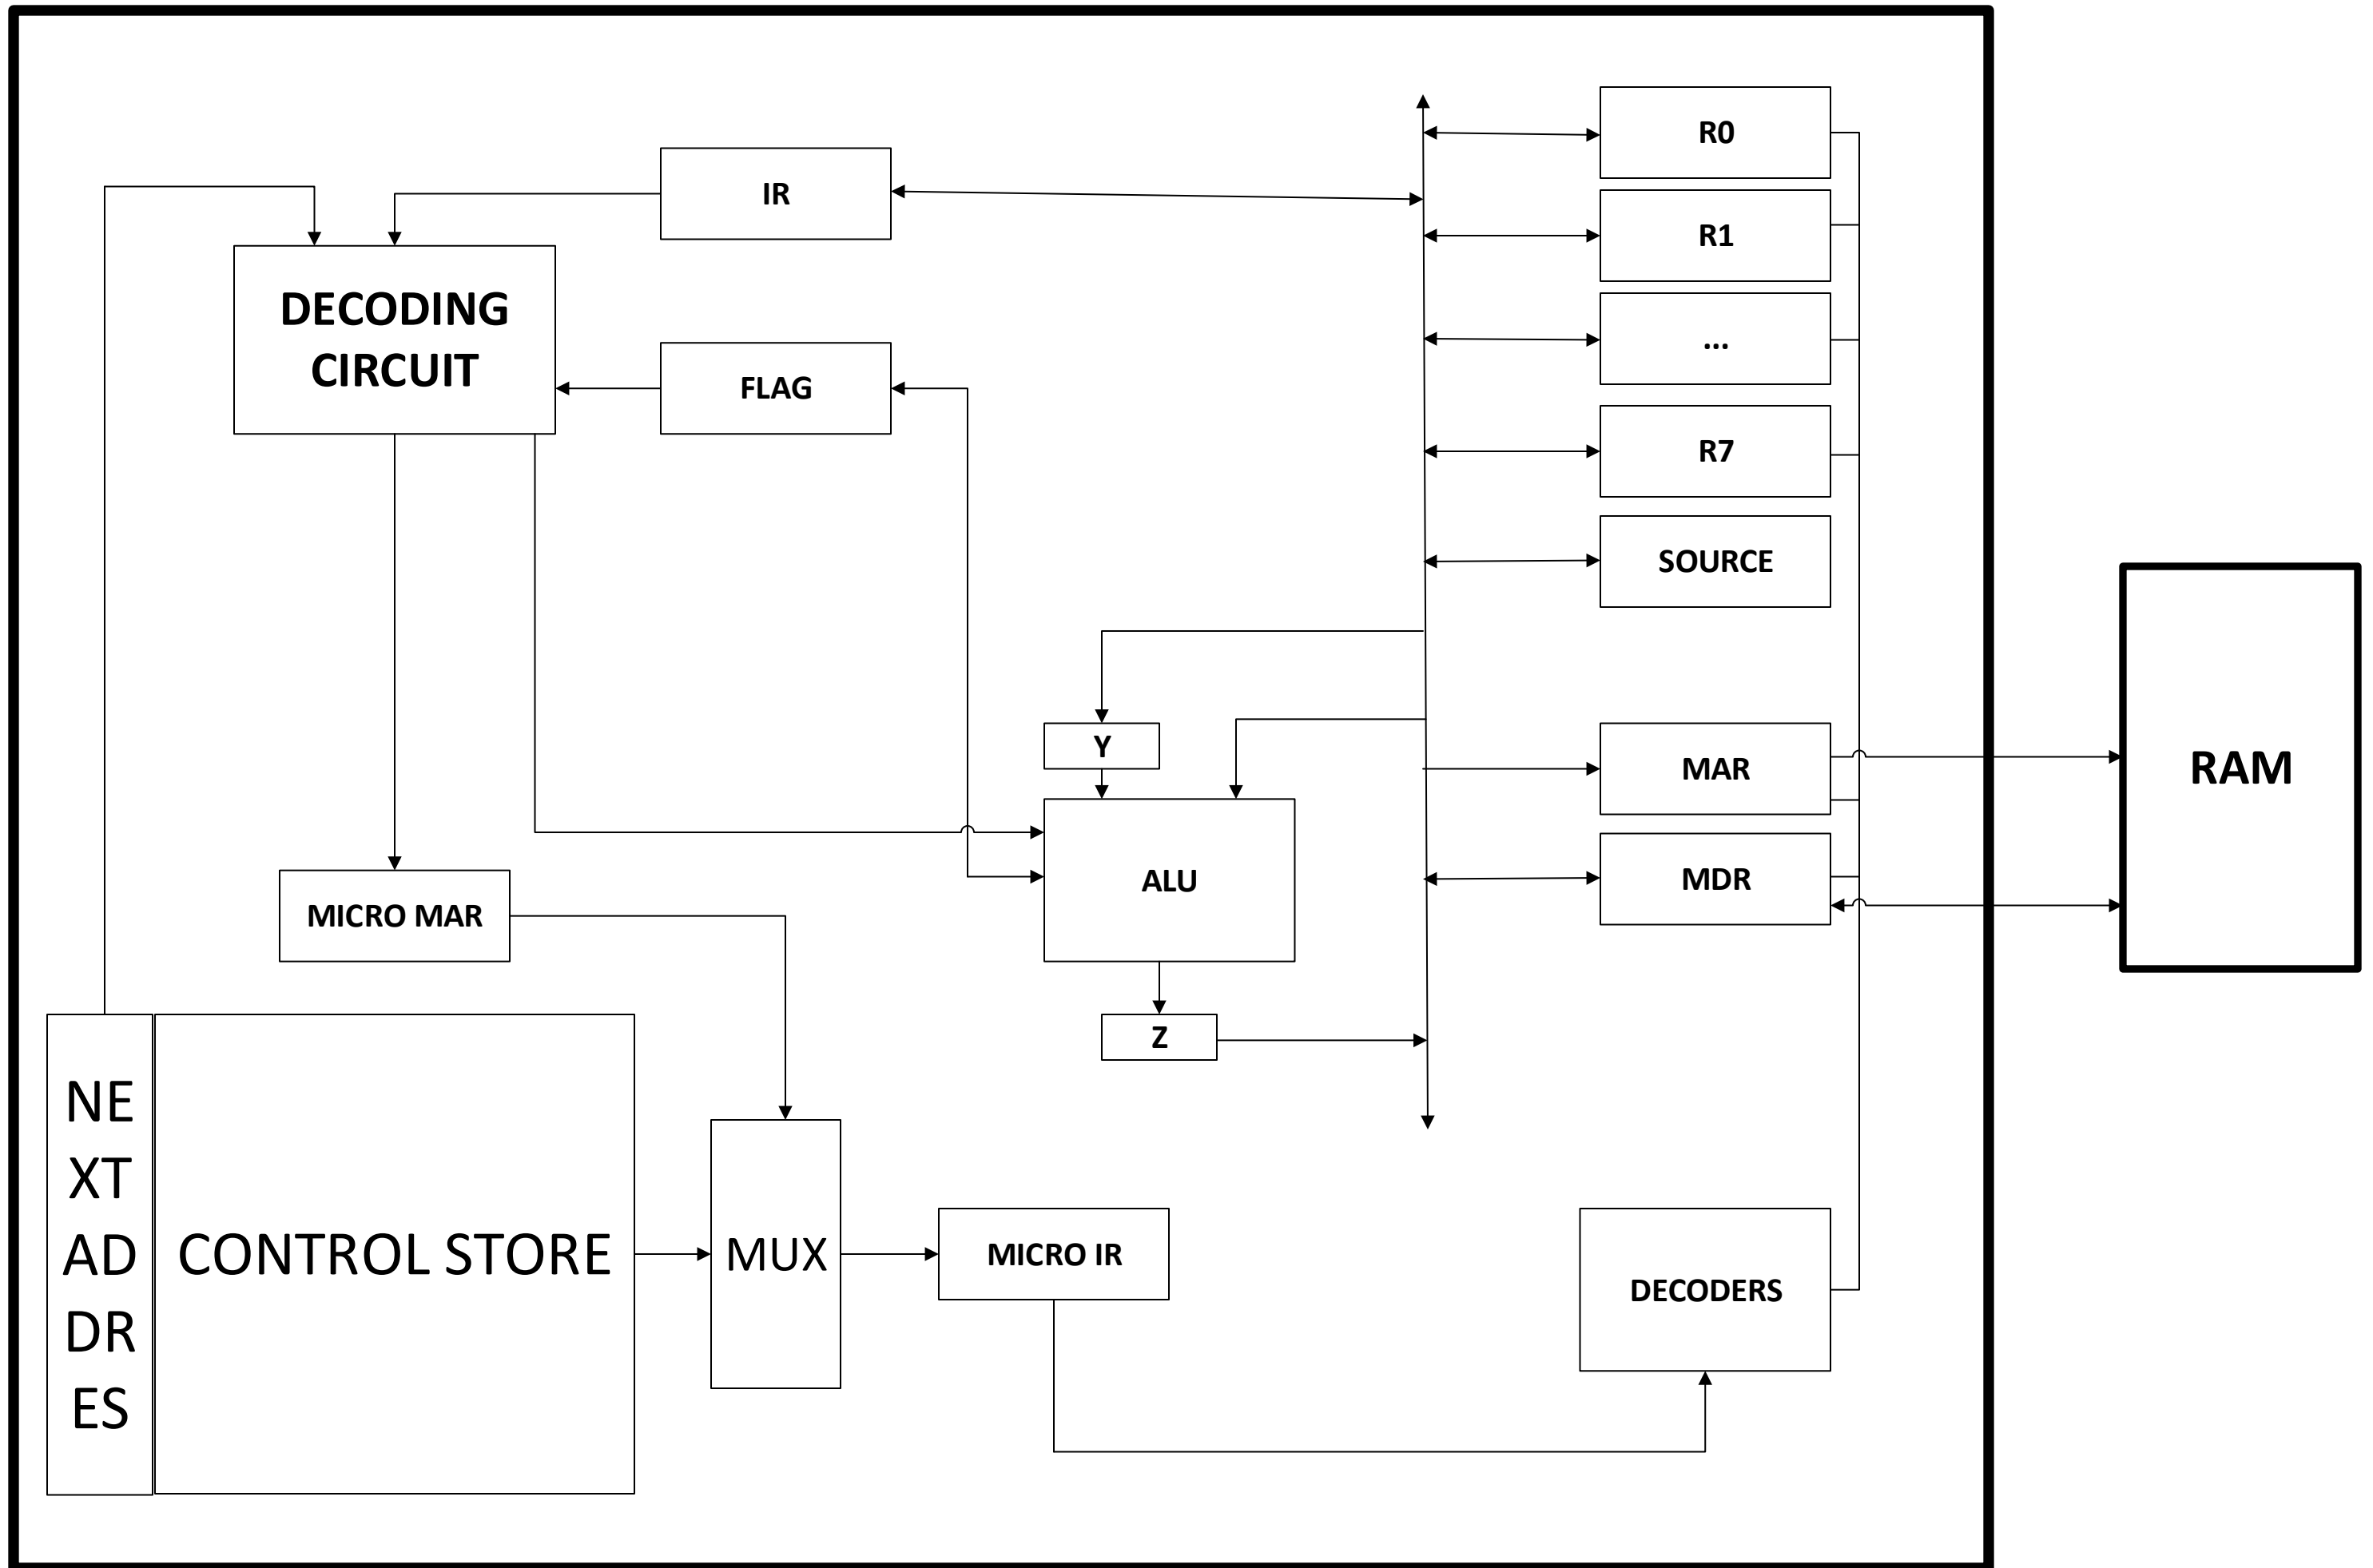 R0
IR
R1
DECODING
CIRCUIT
...
FLAG
R7
SOURCE
Y
MAR
RAM
ALU
MDR
MICRO MAR
Z
NE
XT
AD
DR
ES
CONTROL STORE
MUX
MICRO IR
DECODERS